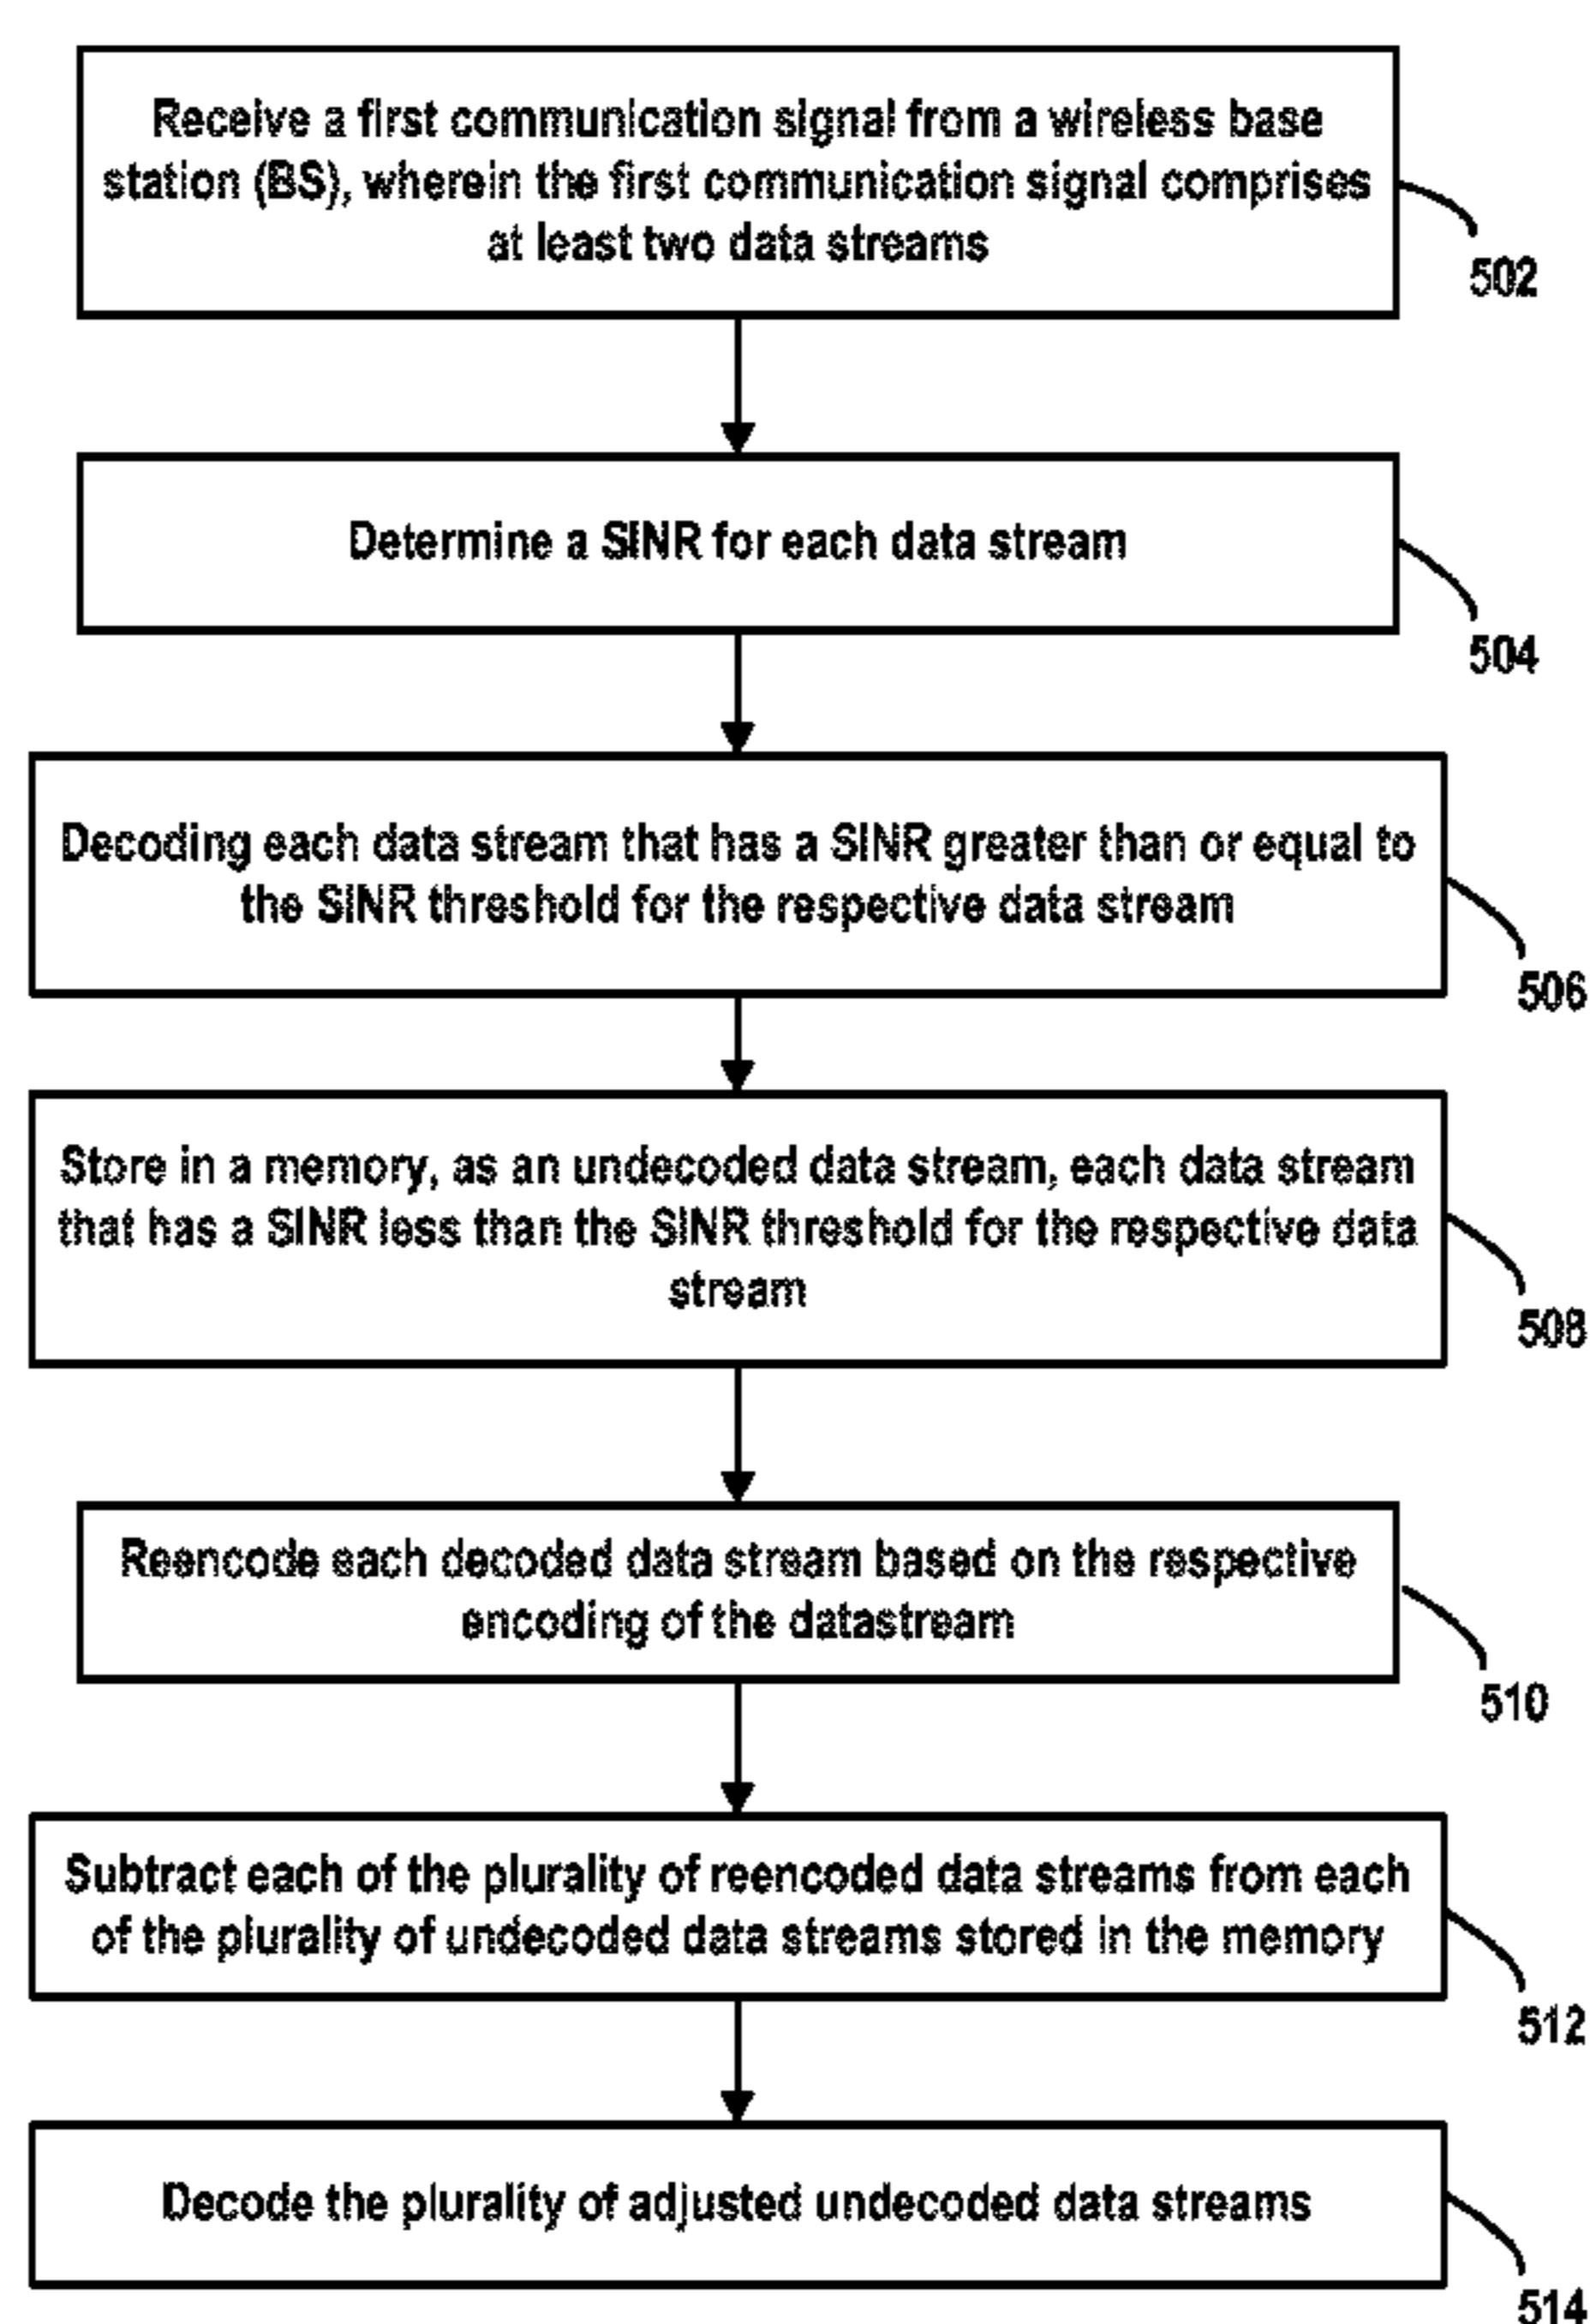 Receive a first communication signal from a wireless base
station (BS), wherein the first communication signal comprises
at least two data streams
502
Determine a SINR for each data stream
504
Decoding each data stream that has a SINR greater than or equal to
the SINR threshold for the respective data stream
506
Store in a memory, as an undecoded data stream, each data stream
that has a SINR less than the SINR threshold for the respective data
stream
508
Reencode each decoded data stream based on the respective
encoding of the datastream
510
Subtract each of the plurality of reencoded data streams from each
of the plurality of undecoded data streams stored in the memory
512
Decode the plurality of adjusted undecoded data streams
514